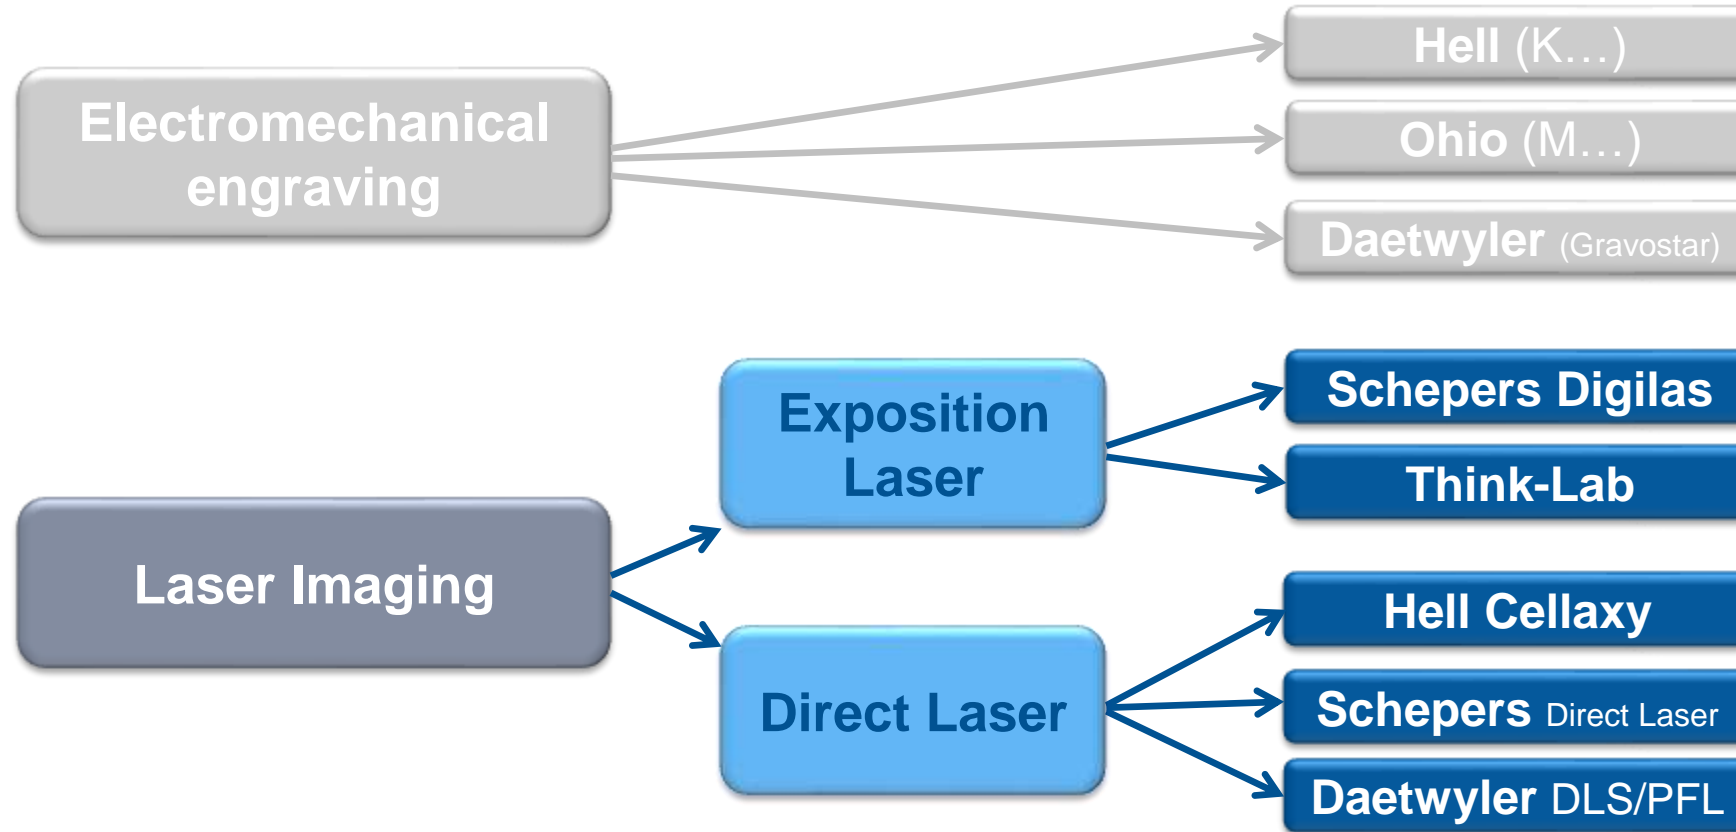 Electromechanical
engraving
Hell (K…)
Ohio (M…)
Daetwyler (Gravostar)
Laser Imaging
Exposition
Laser
Schepers Digilas
Think-Lab
Direct Laser
Hell Cellaxy
Schepers Direct Laser
Daetwyler DLS/PFL